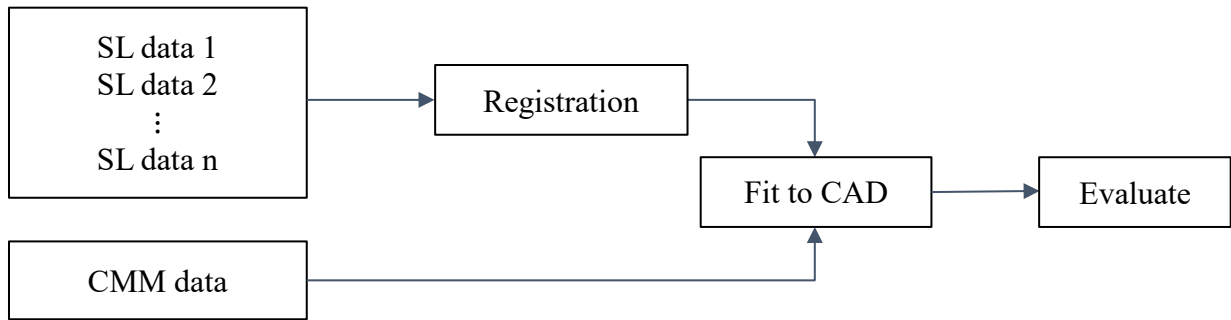 SL data 1
SL data 2
⋮
SL data n
Registration
Fit to CAD
Evaluate
CMM data